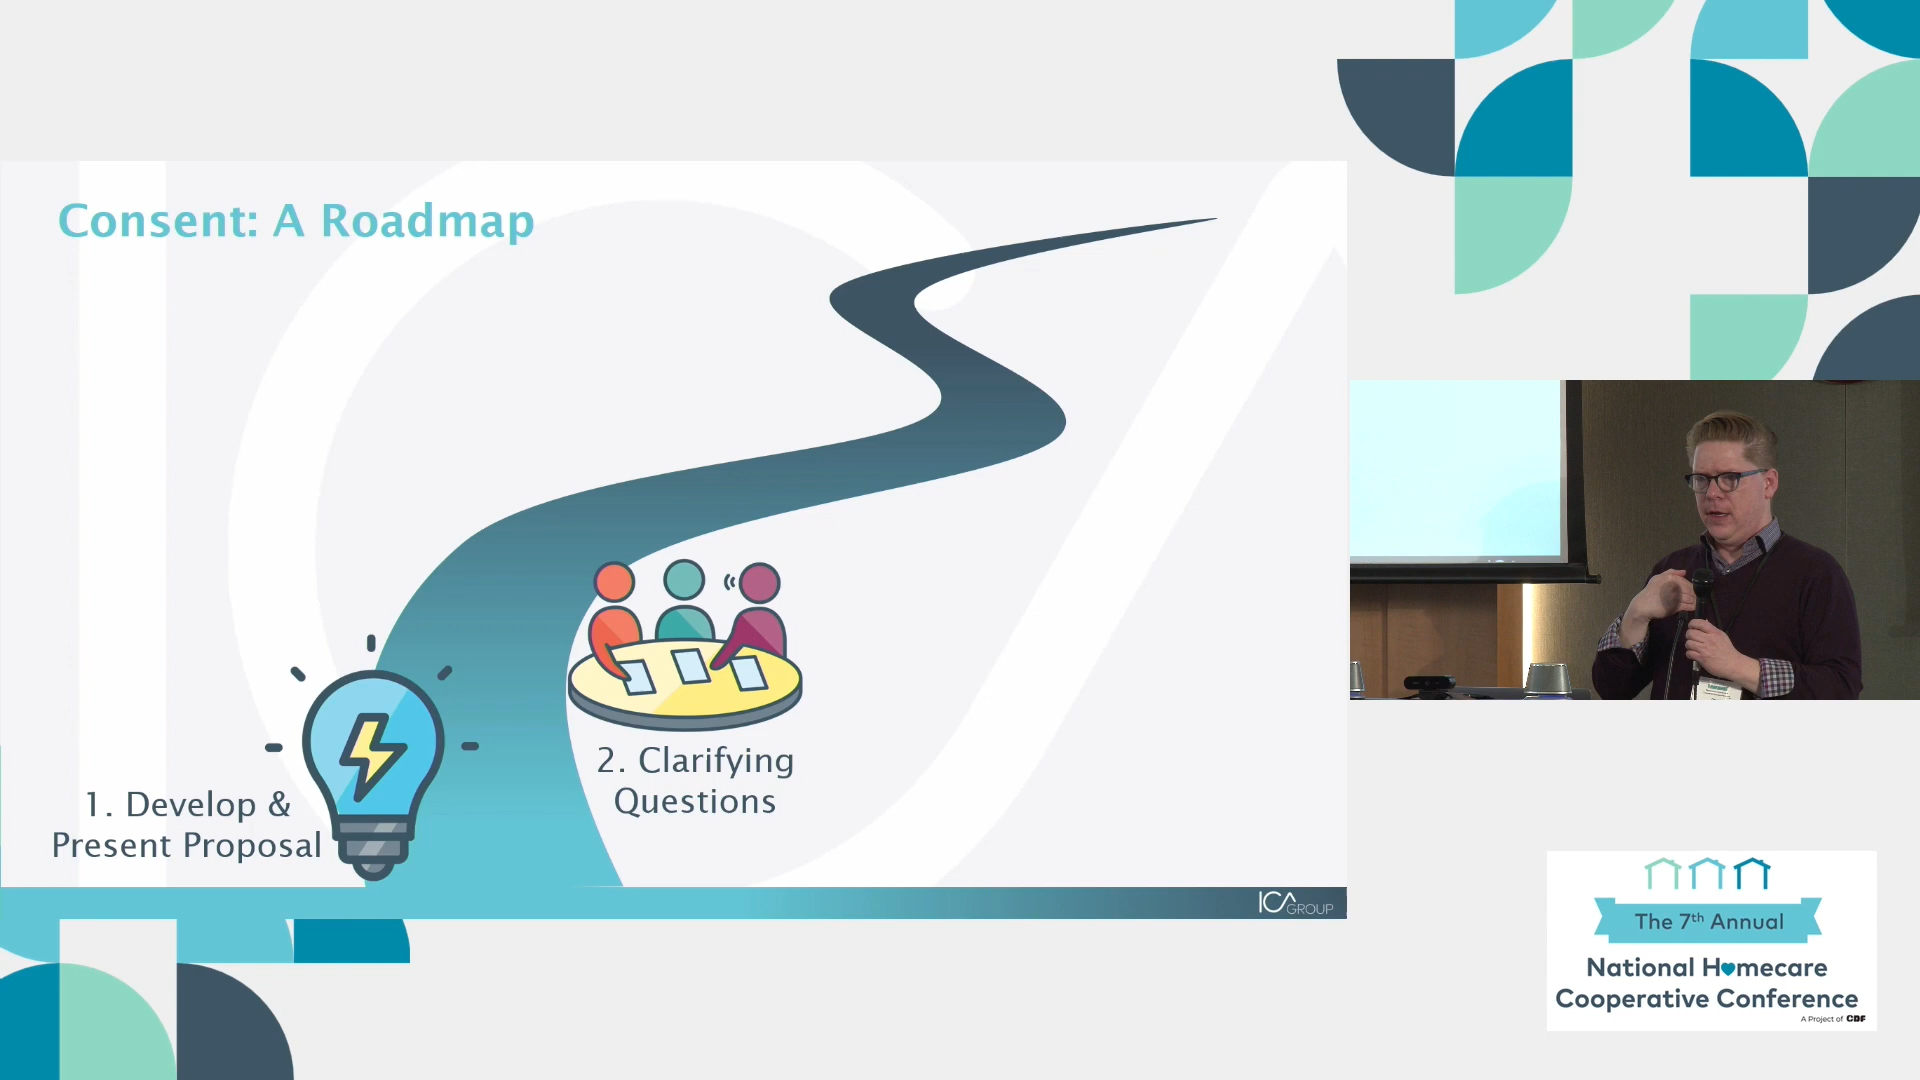 Consent: A Roadmap
2. Clarifying
Questions
1. Develop &
Present Proposal
ICA
GROUP
The 7th Annual
National Homecare
Cooperative Conference
A Project of CDF